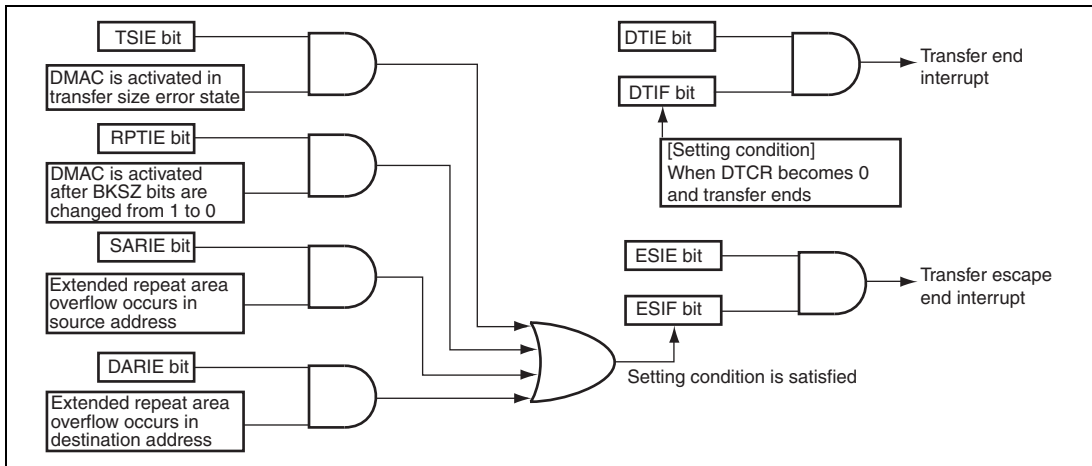 TSIE bit
DMAC is activated in
transfer size error state
RPTIE bit
DMAC is activated
after BKSZ bits are
changed from 1 to 0
SARIE bit
Extended repeat area
overflow occurs in
source address
DARIE bit
Extended repeat area
overflow occurs in
destination address
DTIE bit
DTIF bit
Transfer end
interrupt
[Setting condition]
When DTCR becomes 0
and transfer ends
ESIE bit
ESIF bit
Transfer escape
end interrupt
Setting condition is satisfied